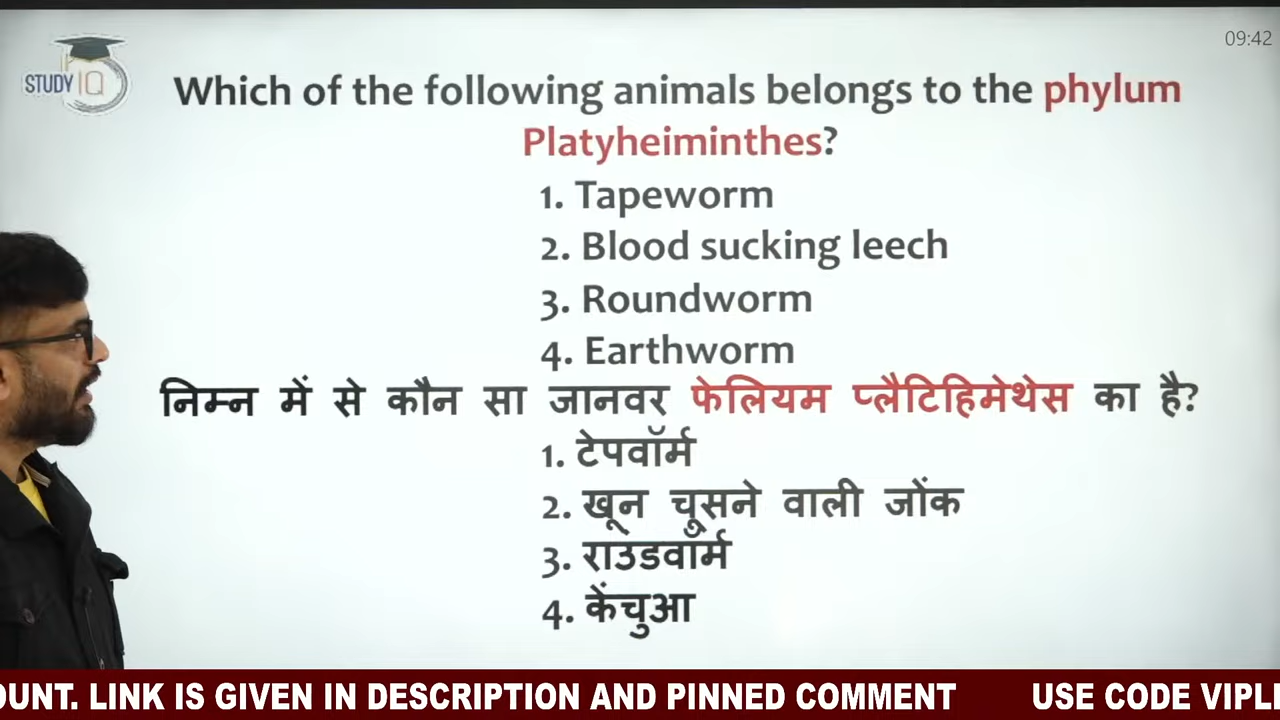 09:42
STUDY IQ
Which of the following animals belongs to the phylum
Platyheiminthes?
1. Tapeworm
2. Blood sucking leech
3. Roundworm
4. Earthworm
निम्न में से कौन सा जानवर फेलियम प्लैटिहिमेथेस का है?
1. टेपवॉर्म
2. खून चूसने वाली जोंक
3. राउंडवॉर्म
4. केंचुआ
OUNT. LINK IS GIVEN IN DESCRIPTION AND PINNED COMMENT USE CODE VIPLI